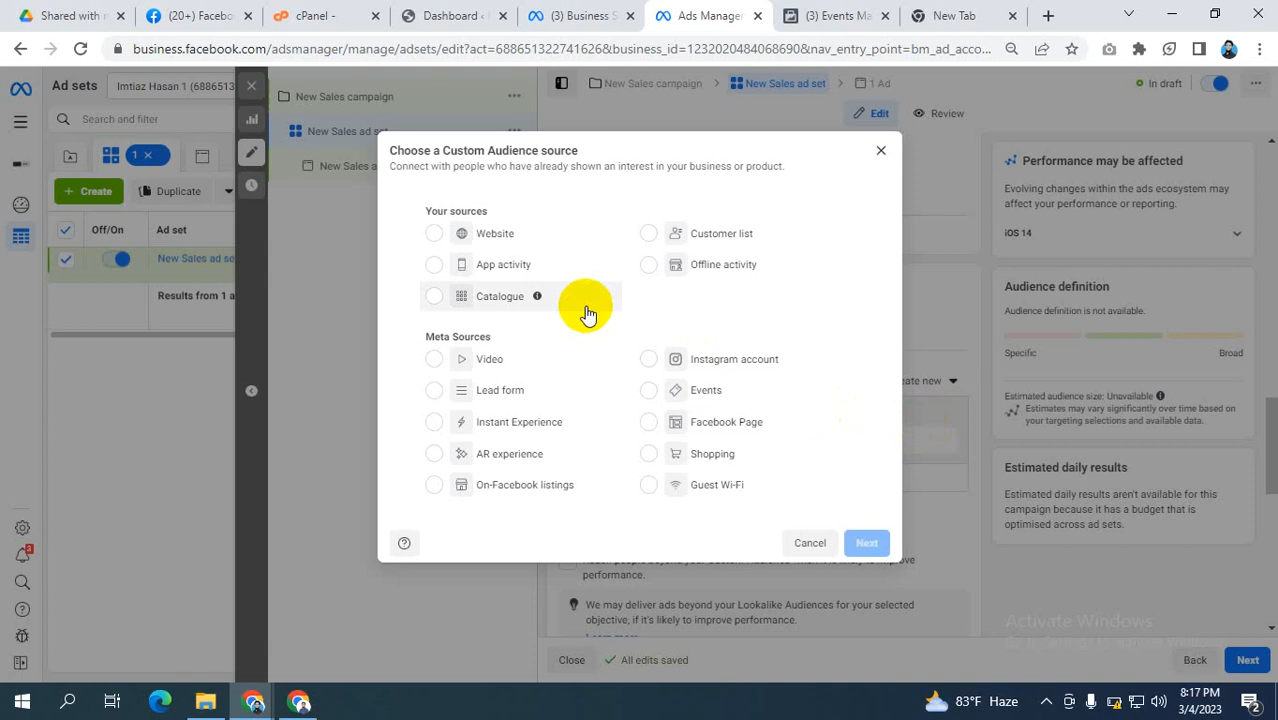 Shared with m
(20+) Facebo
cPanel -
Dashboard ‹
(3) Business S
Ads Manager
(3) Events Ma
New Tab
business.facebook.com/adsmanager/manage/adsets/edit?act=688651322741626&business_id=1232020484068690&nav_entry_point=bm_ad_acco...
Ad sets
Imtiaz Hasan 1 (6886513
New Sales campaign
New Sales campaign
New Sales ad set
1 Ad
In draft
Search and filter
Edit
Review
New Sales ad se
1
New Sales a
Create
Duplicate
Off/On
Ad set
New Sales ad se
Results from 1 a
Choose a Custom Audience source
Connect with people who have already shown an interest in your business or product.
Your sources
Website
Customer list
App activity
Offline activity
Catalogue
Meta Sources
Video
Instagram account
Lead form
Events
Instant Experience
Facebook Page
AR experience
Shopping
On-Facebook listings
Guest Wi-Fi
Cancel
Next
Performance may be affected
Evolving changes within the ads ecosystem may
affect your performance or reporting.
iOS 14
Audience definition
Audience definition is not available.
Specific
Broad
eate new
Estimated audience size: Unavailable
Estimates may vary significantly over time based on
your targeting selections and available data.
Estimated daily results
Estimated daily results aren't available for this
campaign because it has a budget that is
optimised across ad sets.
performance.
We may deliver ads beyond your Lookalike Audiences for your selected
objective, if it's likely to improve performance.
Learn more
Activate Windows
Close
All edits saved
Back
Next
3
83°F Haze
8:17 PM
3/4/2023
2